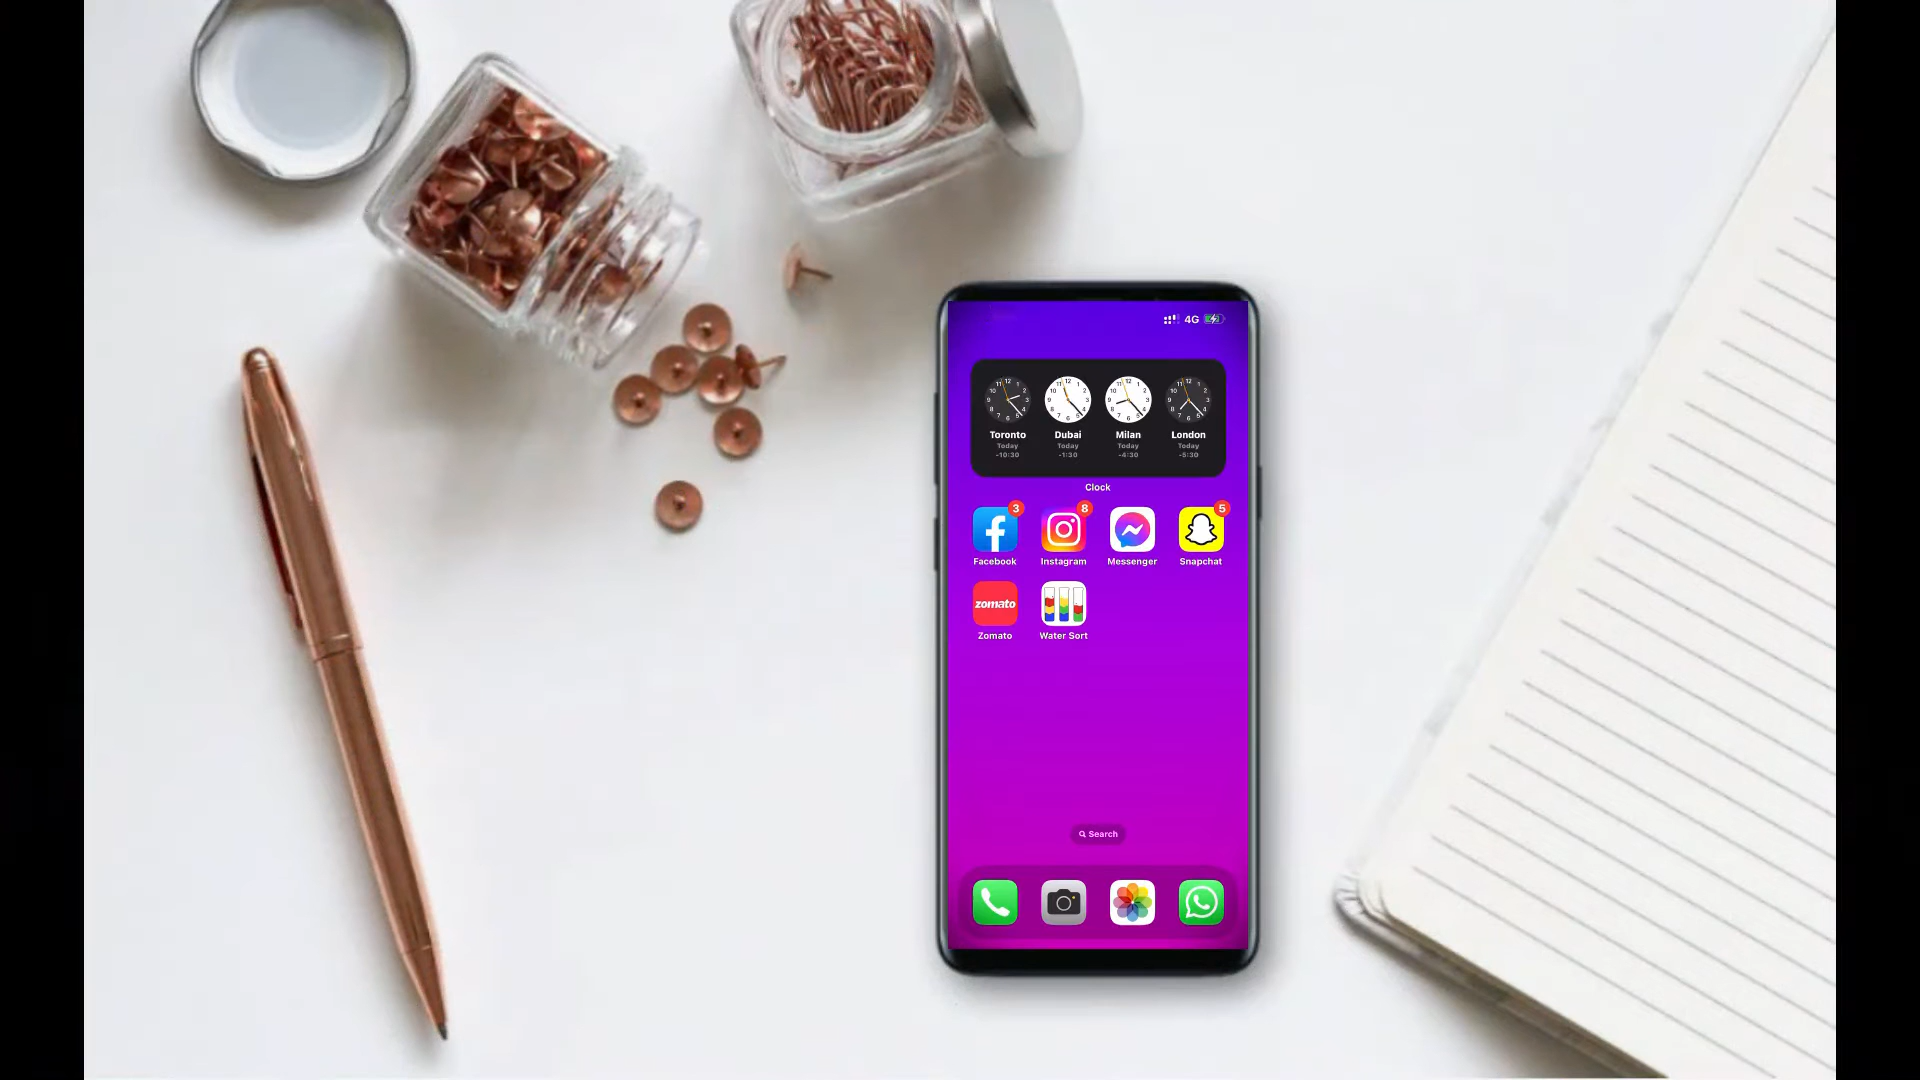 4G
Toronto Dubai Milan London
Today Today Today Today
-10:30 -1:30 -4:30 -5:30
Clock
3 8 5
Facebook Instagram Messenger Snapchat
zomato
Zomato Water Sort
Search